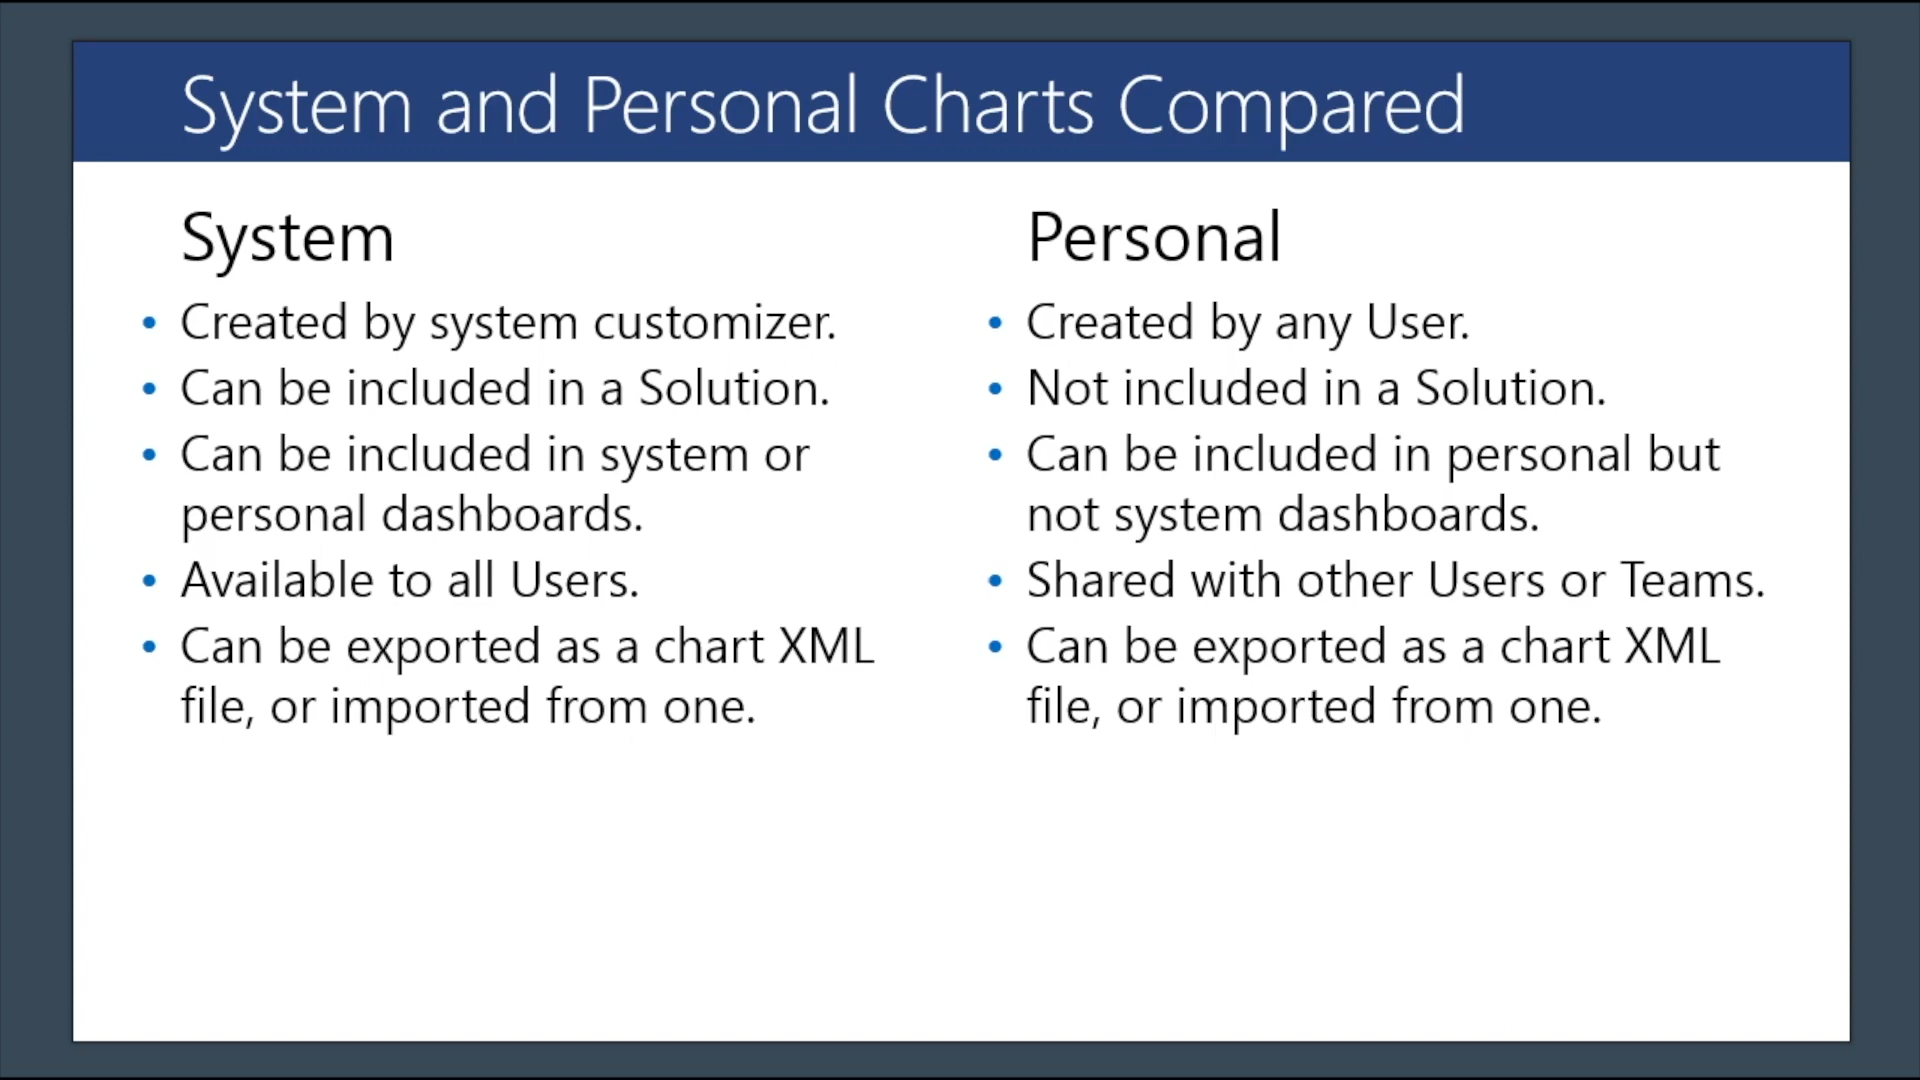 System and Personal Charts Compared
System
• Created by system customizer.
• Can be included in a Solution.
• Can be included in system or
personal dashboards.
• Available to all Users.
• Can be exported as a chart XML
file, or imported from one.
Personal
• Created by any User.
• Not included in a Solution.
• Can be included in personal but
not system dashboards.
• Shared with other Users or Teams.
• Can be exported as a chart XML
file, or imported from one.